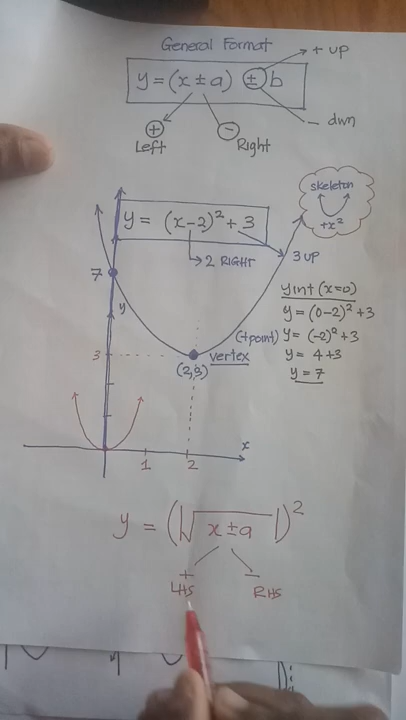 General Format
+ UP
y = (x ± a) ± b
– dwn
+ Left
– Right
skeleton
+x²
y = (x-2)² + 3
2 RIGHT
3 UP
7
y
yint (x=0)
y = (0-2)² + 3
y = (-2)² + 3
y = 4+3
y = 7
3
vertex
(2,3)
x
1
2
y = ( x ± a )²
+ LHS
– RHS